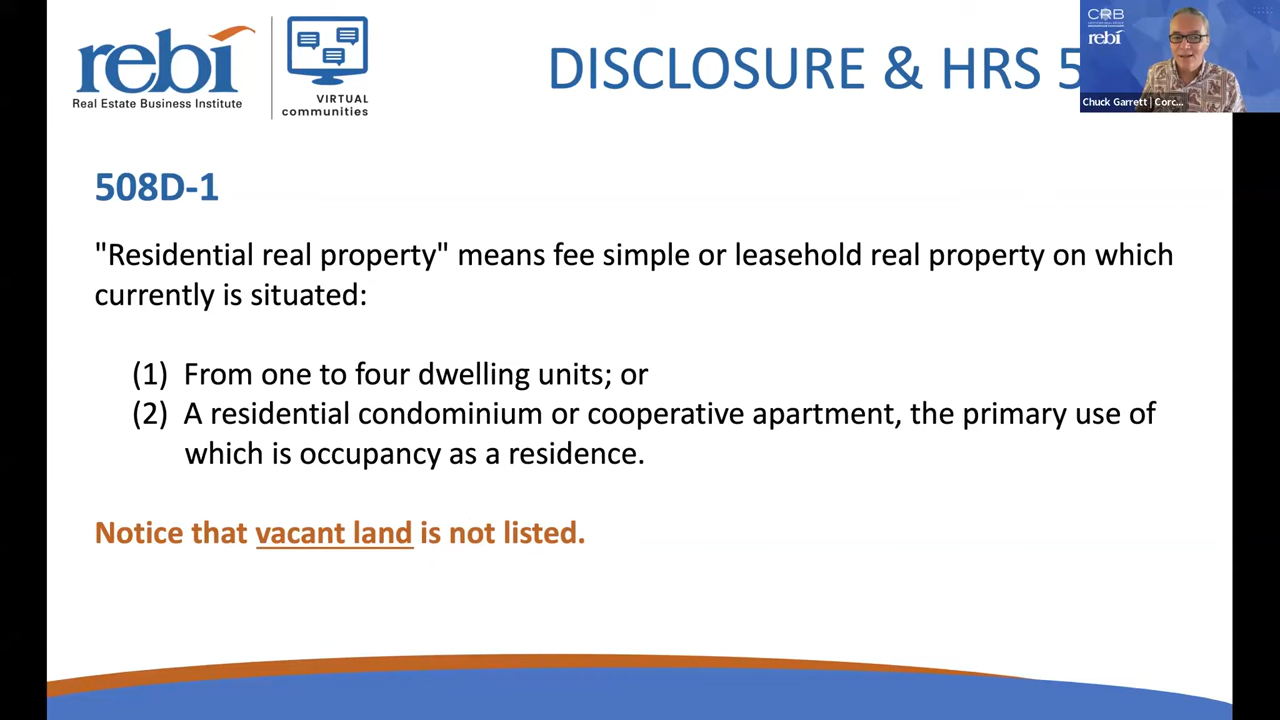 rebi
Real Estate Business Institute
VIRTUAL
communities
DISCLOSURE & HRS 5
CRB
rebi
Chuck Garrett | Corc...
508D-1
"Residential real property" means fee simple or leasehold real property on which
currently is situated:
(1) From one to four dwelling units; or
(2) A residential condominium or cooperative apartment, the primary use of
which is occupancy as a residence.
Notice that vacant land is not listed.